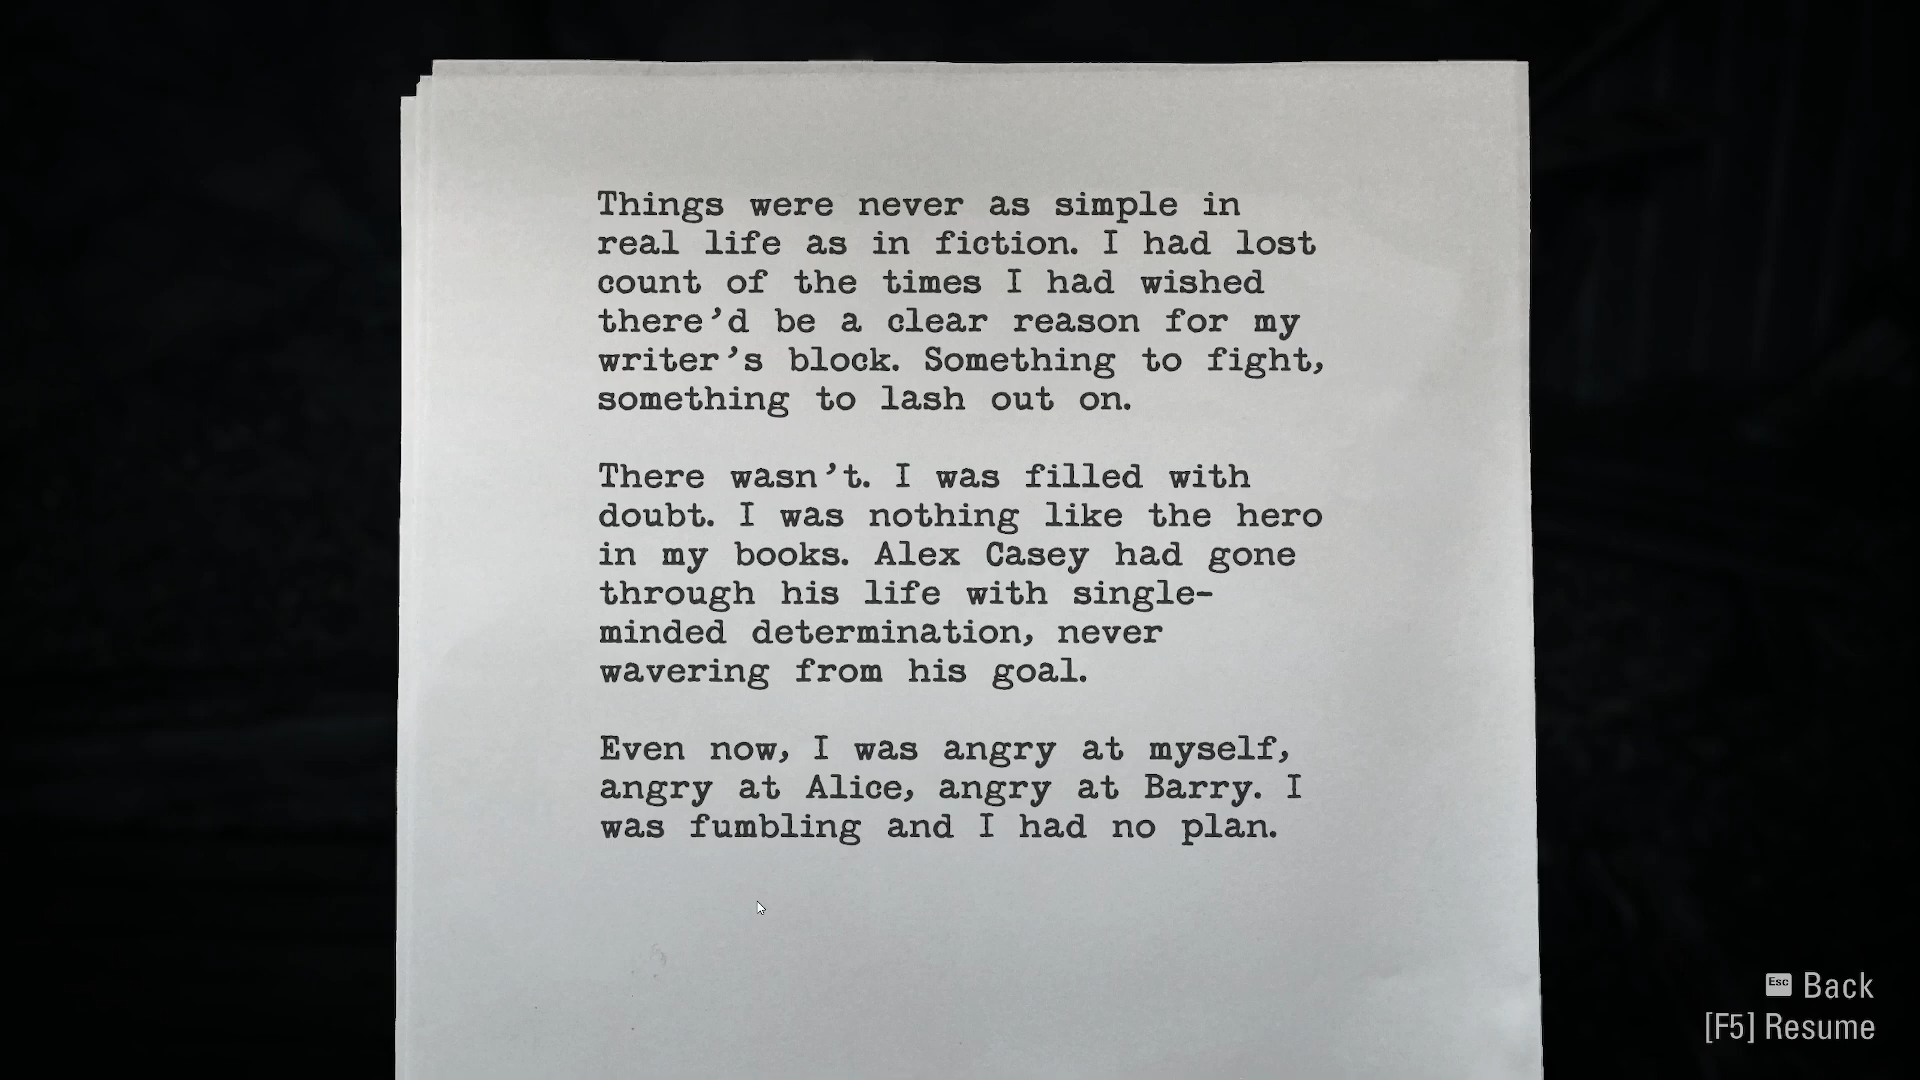 Things were never as simple in
real life as in fiction. I had lost
count of the times I had wished
there’d be a clear reason for my
writer’s block. Something to fight,
something to lash out on.
There wasn’t. I was filled with
doubt. I was nothing like the hero
in my books. Alex Casey had gone
through his life with single-
minded determination, never
wavering from his goal.
Even now, I was angry at myself,
angry at Alice, angry at Barry. I
was fumbling and I had no plan.
Esc Back
[F5] Resume